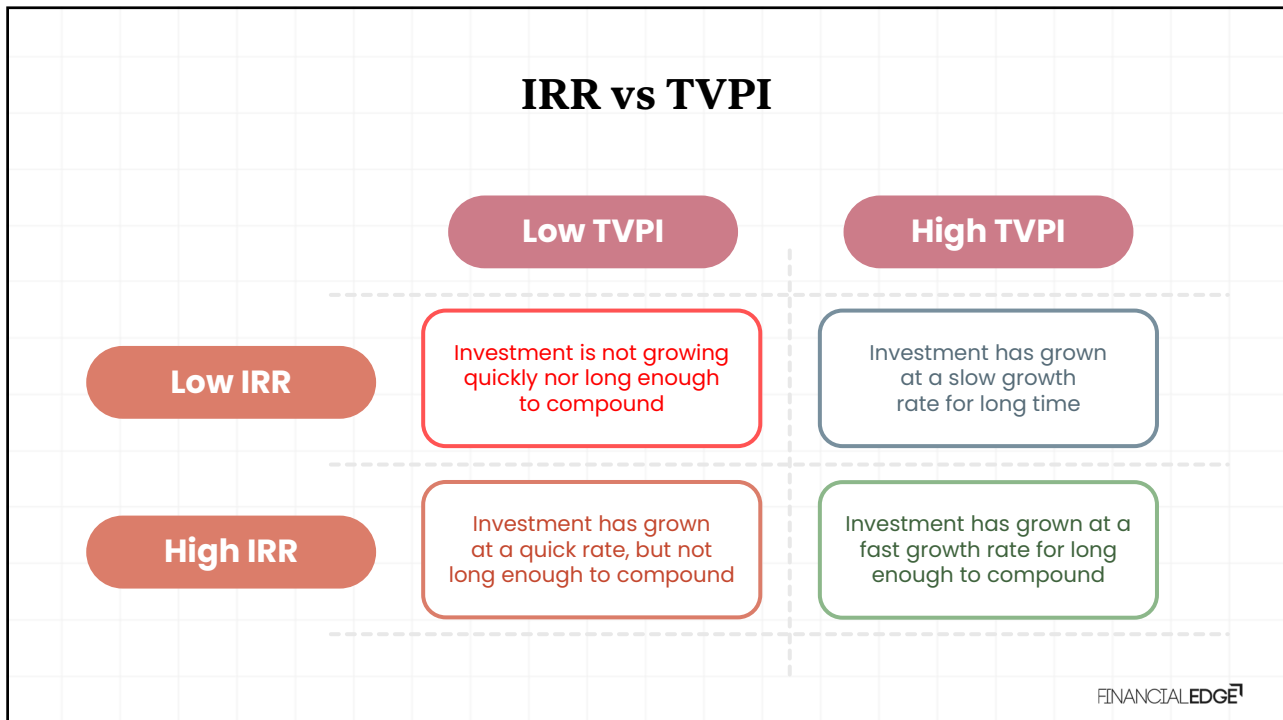 IRR vs TVPI
Low TVPI
High TVPI
Low IRR
Investment is not growing
quickly nor long enough
to compound
Investment has grown
at a slow growth
rate for long time
High IRR
Investment has grown
at a quick rate, but not
long enough to compound
Investment has grown at a
fast growth rate for long
enough to compound
FINANCIALEDGE